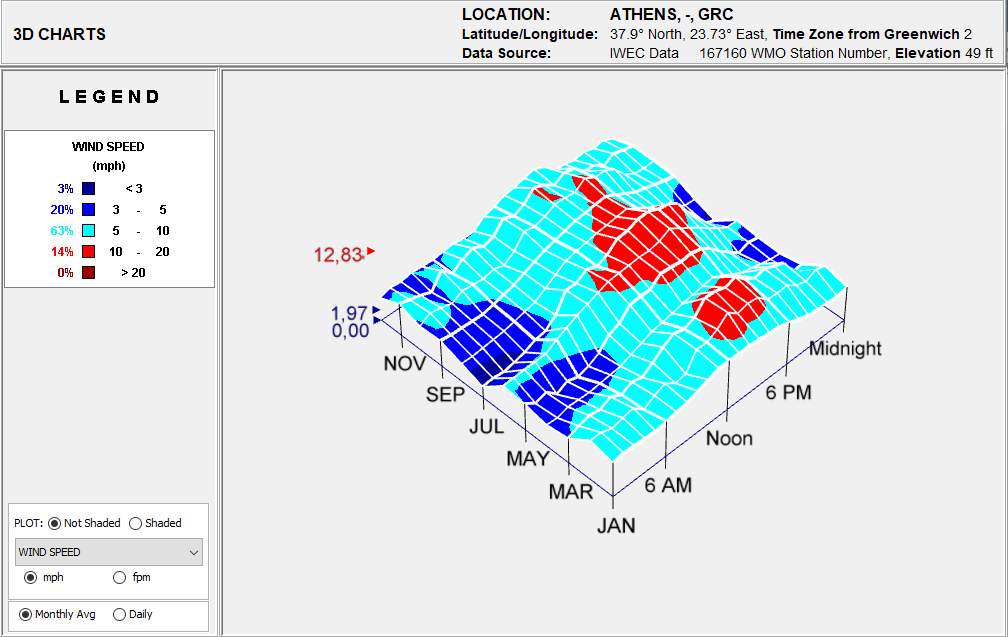 3D CHARTS
LOCATION: ATHENS, -, GRC
Latitude/Longitude: 37.9° North, 23.73° East, Time Zone from Greenwich 2
Data Source: IWEC Data 167160 WMO Station Number, Elevation 49 ft
LEGEND
WIND SPEED
(mph)
3% < 3
20% 3 - 5
63% 5 - 10
14% 10 - 20
0% > 20
PLOT: Not Shaded Shaded
WIND SPEED
mph fpm
Monthly Avg Daily
12,83
1,97
0,00
NOV
SEP
JUL
MAY
MAR
JAN
6 AM
Noon
6 PM
Midnight